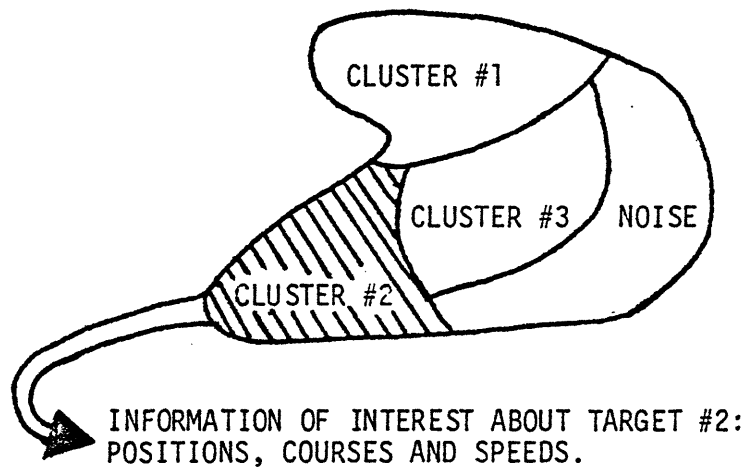 CLUSTER #1
CLUSTER #3
NOISE
CLUSTER #2
INFORMATION OF INTEREST ABOUT TARGET #2:
POSITIONS, COURSES AND SPEEDS.